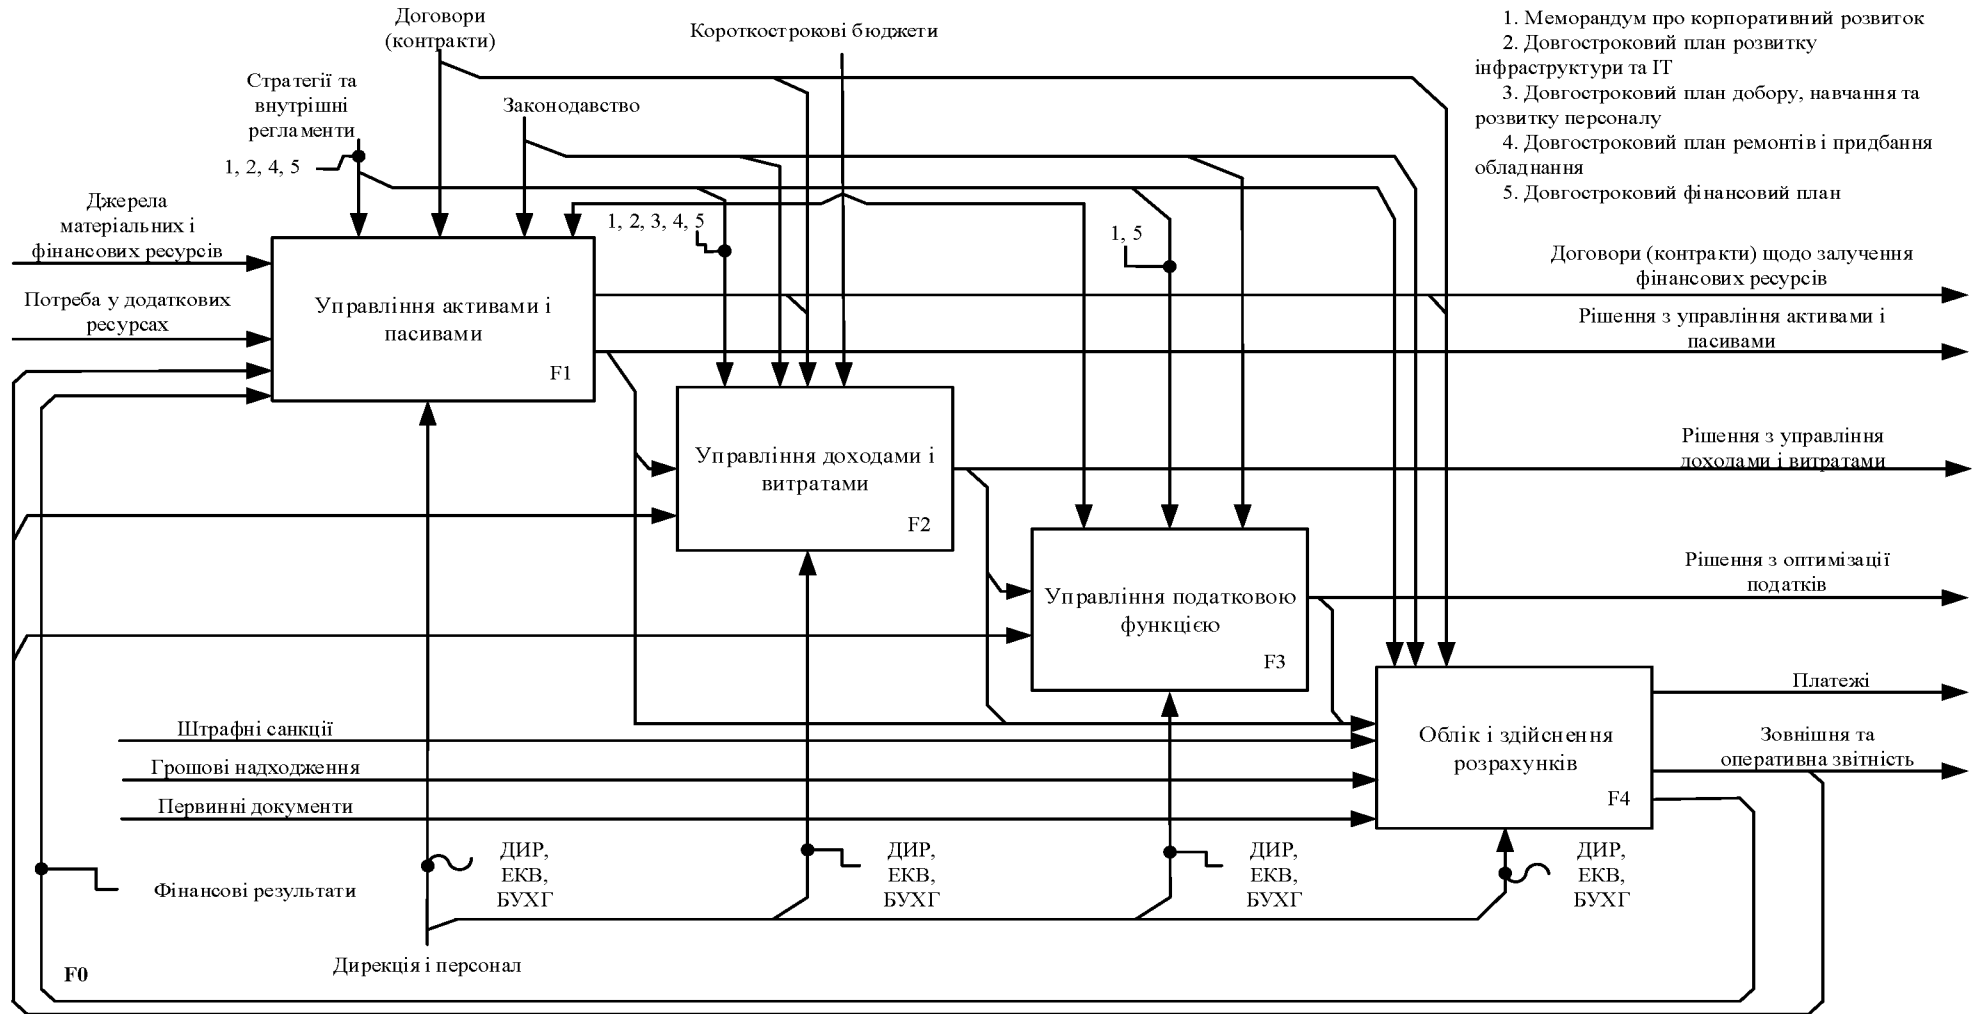 Договори
(контракти)
Короткострокові бюджети
1. Меморандум про корпоративний розвиток
2. Довгостроковий план розвитку
інфраструктури та ІТ
3. Довгостроковий план добору, навчання та
розвитку персоналу
4. Довгостроковий план ремонтів і придбання
обладнання
5. Довгостроковий фінансовий план
Стратегії та
внутрішні
регламенти
Законодавство
1, 2, 4, 5
Джерела
матеріальних і
фінансових ресурсів
1, 2, 3, 4, 5
1, 5
Договори (контракти) щодо залучення
фінансових ресурсів
Потреба у додаткових
ресурсах
Управління активами і
пасивами
F1
Рішення з управління активами і
пасивами
Управління доходами і
витратами
F2
Рішення з управління
доходами і витратами
Управління податковою
функцією
F3
Рішення з оптимізації
податків
Платежі
Штрафні санкції
Грошові надходження
Первинні документи
Облік і здійснення
розрахунків
F4
Зовнішня та
оперативна звітність
Фінансові результати
ДИР,
ЕКВ,
БУХГ
ДИР,
ЕКВ,
БУХГ
ДИР,
ЕКВ,
БУХГ
ДИР,
ЕКВ,
БУХГ
Дирекція і персонал
F0